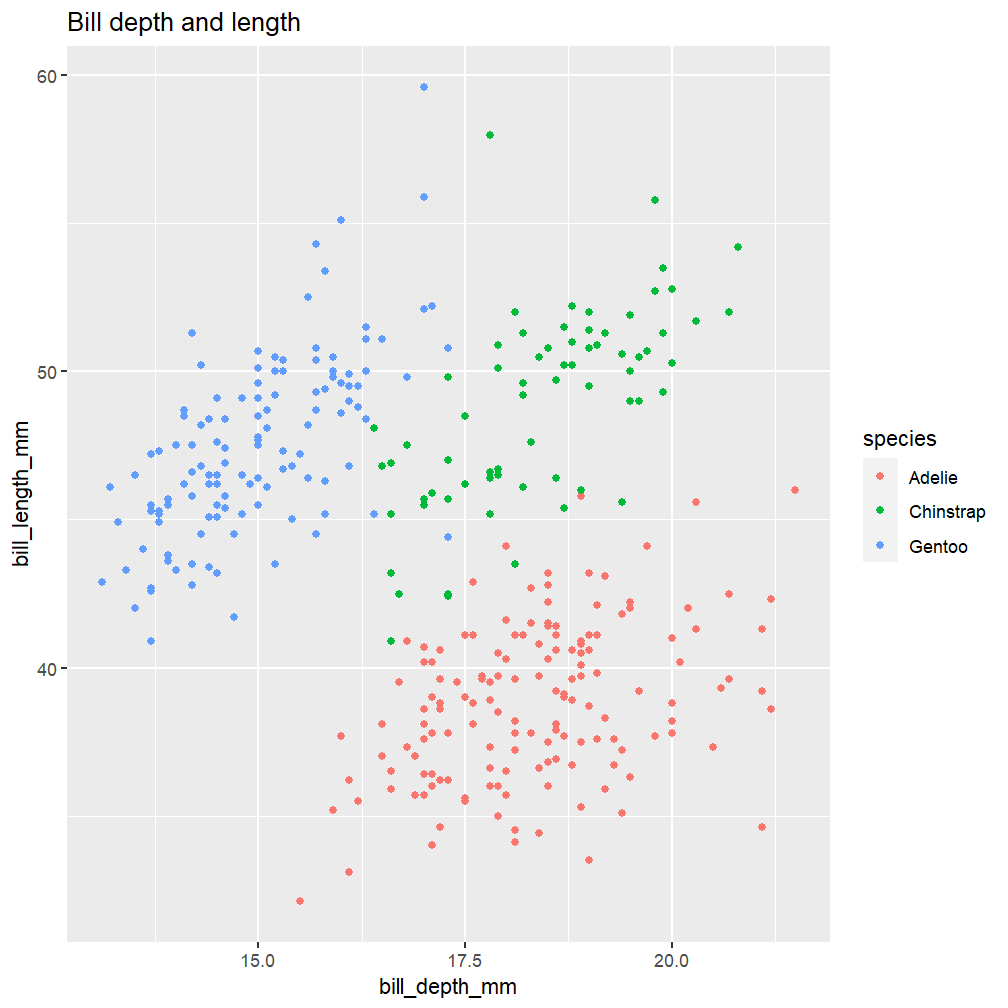 Bill depth and length
60
50
40
bill_length_mm
15.0 17.5 20.0
bill_depth_mm
species
Adelie
Chinstrap
Gentoo